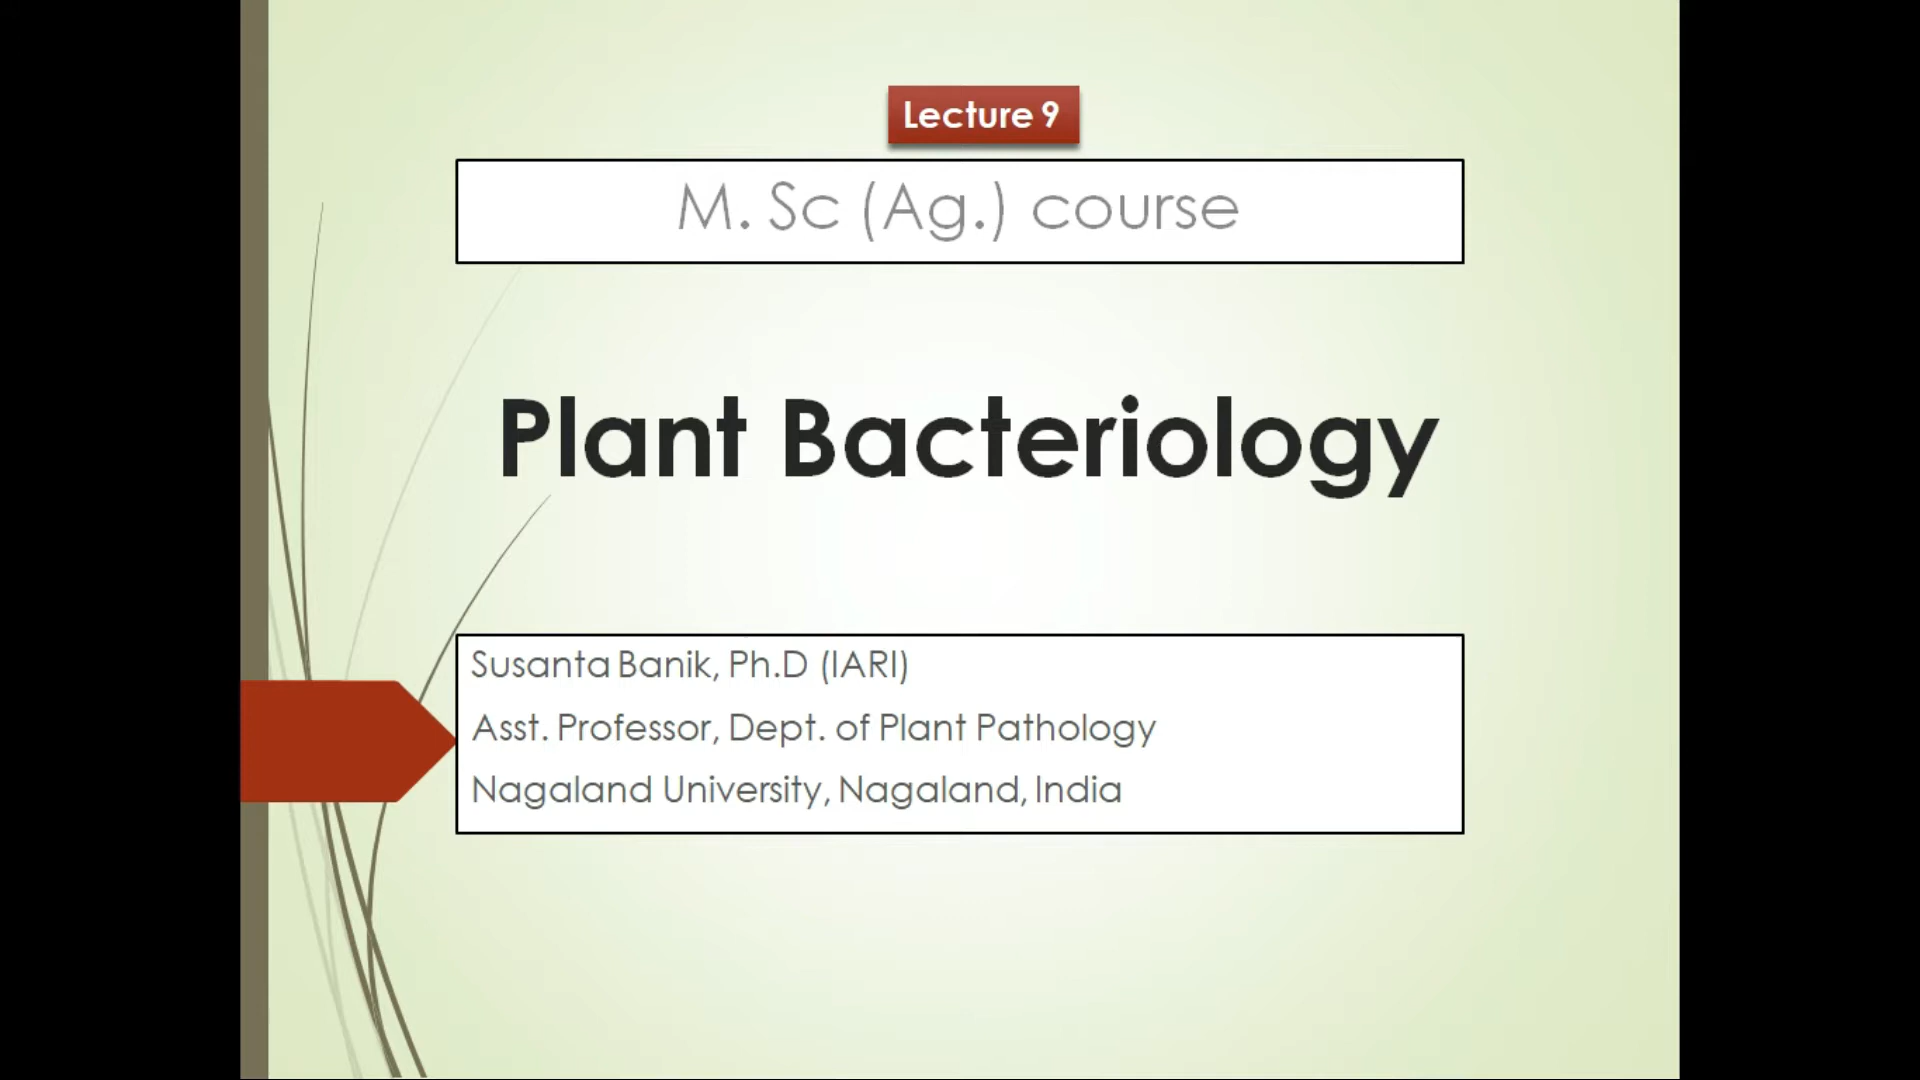 Lecture 9
M. Sc (Ag.) course
Plant Bacteriology
Susanta Banik, Ph.D (IARI)
Asst. Professor, Dept. of Plant Pathology
Nagaland University, Nagaland, India